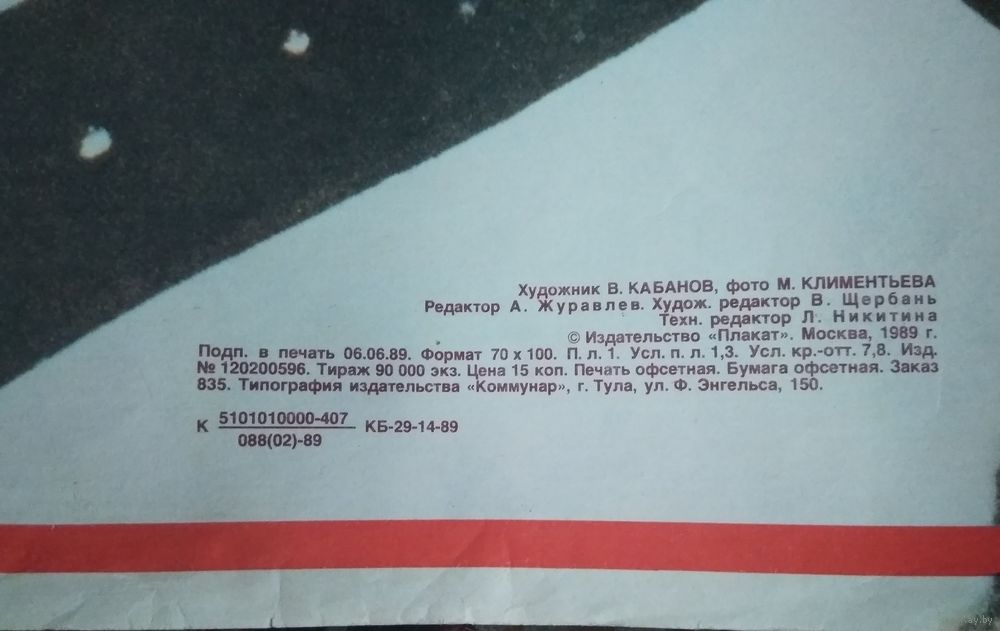 Художник В. КАБАНОВ, фото М. КЛИМЕНТЬЕВА
Редактор А. Журавлев. Худож. редактор В. Щербань
Техн. редактор Л. Никитина
© Издательство «Плакат». Москва, 1989 г.
Подп. в печать 06.06.89. Формат 70 х 100. П. л. 1. Усл. п. л. 1,3. Усл. кр.-отт. 7,8. Изд.
№ 120200596. Тираж 90 000 экз. Цена 15 коп. Печать офсетная. Бумага офсетная. Заказ
835. Типография издательства «Коммунар», г. Тула, ул. Ф. Энгельса, 150.
К 5101010000-407 КБ-29-14-89
088(02)-89